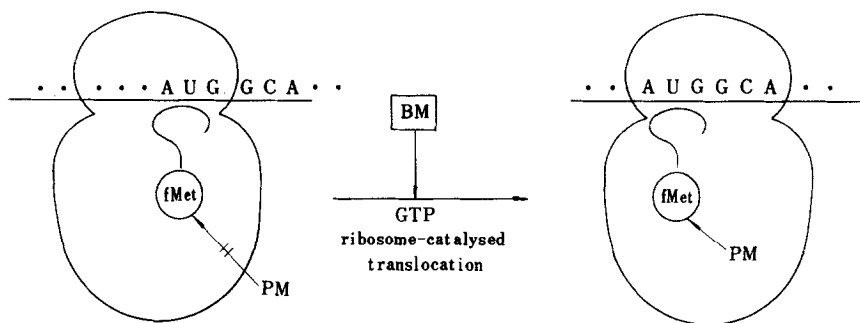 · · · · · A U G G C A · ·
fMet
PM
BM
GTP
ribosome-catalysed
translocation
· · A U G G C A · ·
fMet
PM